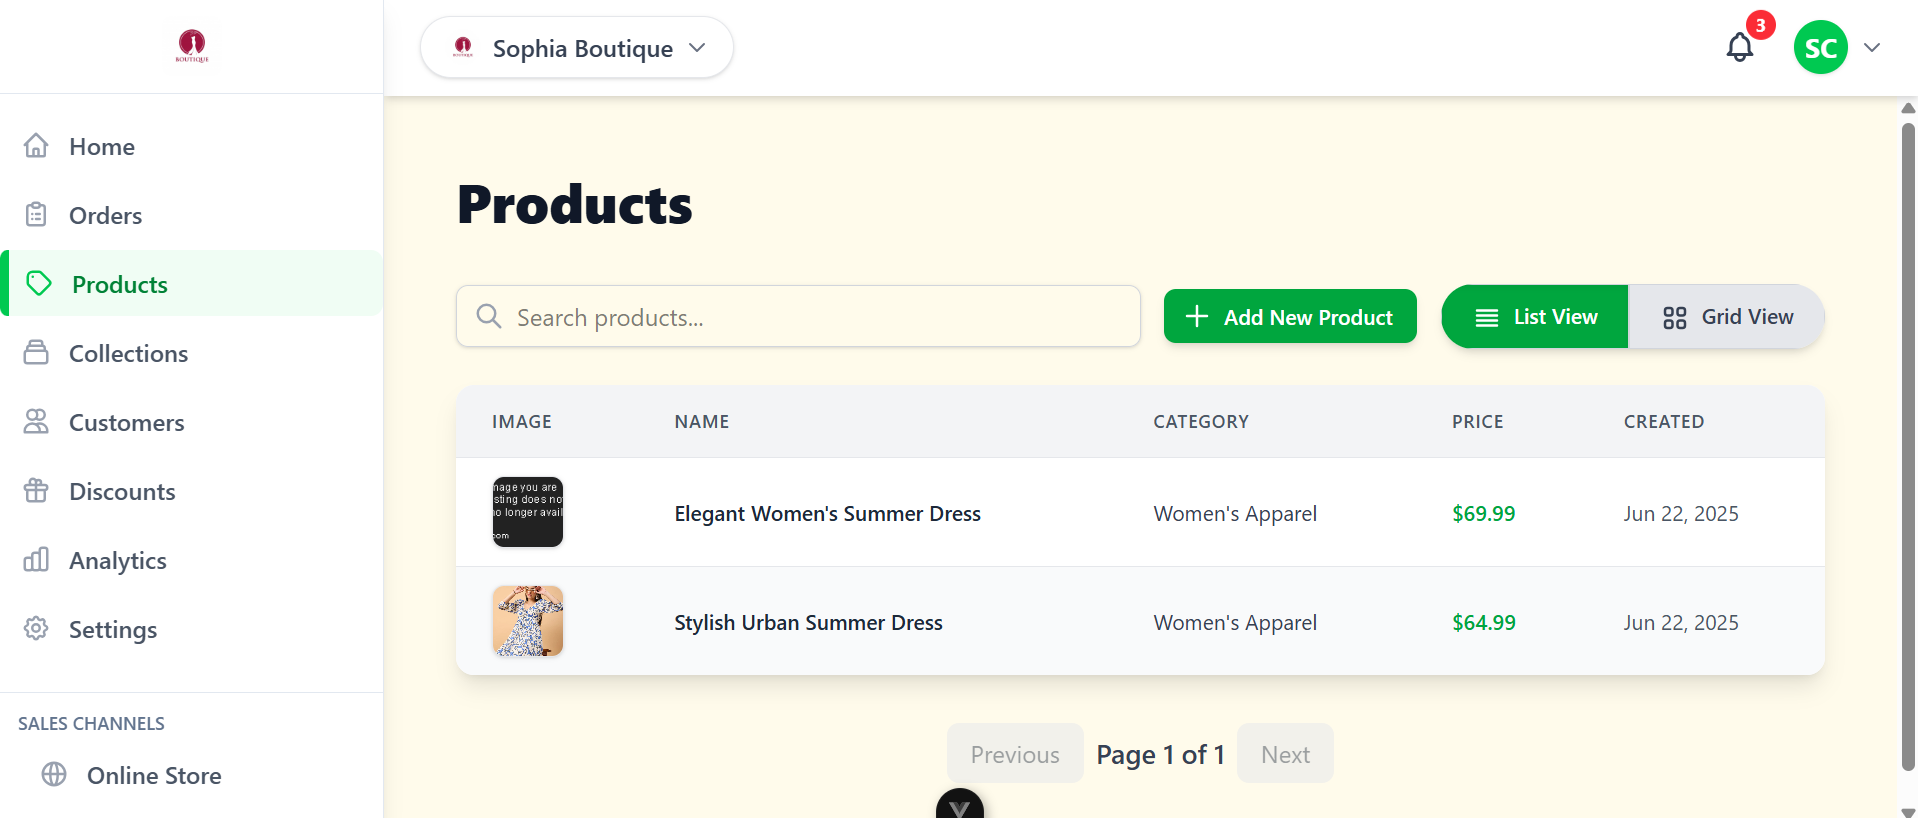 BOUTIQUE
Sophia Boutique
3
SC
Home
Orders
Products
Collections
Customers
Discounts
Analytics
Settings
SALES CHANNELS
Online Store
Products
Search products...
Add New Product
List View
Grid View
IMAGE NAME CATEGORY PRICE CREATED
mage you are
sting does no
no longer avail
com
Elegant Women's Summer Dress Women's Apparel $69.99 Jun 22, 2025
Stylish Urban Summer Dress Women's Apparel $64.99 Jun 22, 2025
Previous Page 1 of 1 Next